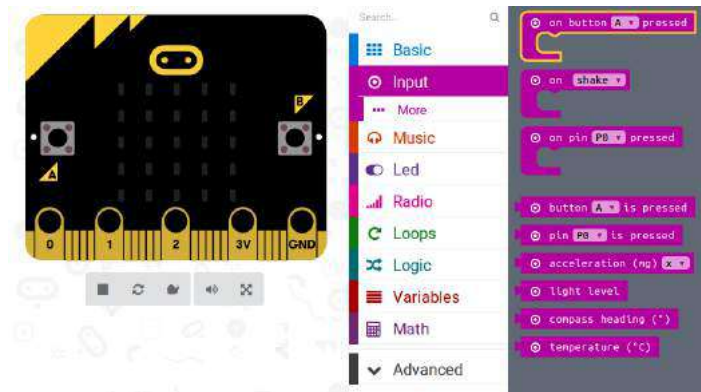 B
A
0
1
2
3V
GND
Search...
Basic
Input
More
Music
Led
Radio
Loops
Logic
Variables
Math
Advanced
on button A pressed
on shake
on pin P0 pressed
button A is pressed
pin P0 is pressed
acceleration (mg) x
light level
compass heading (°)
temperature (°C)